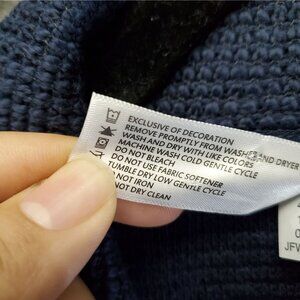 EXCLUSIVE OF DECORATION
REMOVE PROMPTLY FROM WASHER AND DRYER
WASH AND DRY WITH LIKE COLORS
MACHINE WASH COLD GENTLE CYCLE
DO NOT BLEACH
DO NOT USE FABRIC SOFTENER
TUMBLE DRY LOW GENTLE CYCLE
DO NOT IRON
NOT DRY CLEAN
JFV